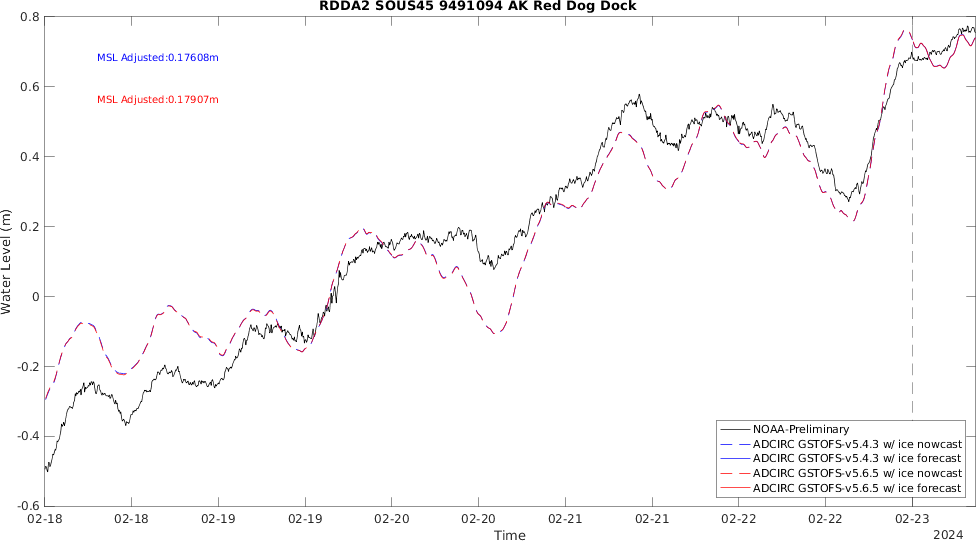 RDDA2 SOUS45 9491094 AK Red Dog Dock
MSL Adjusted:0.17608m
MSL Adjusted:0.17907m
Water Level (m)
0.8
0.6
0.4
0.2
0
-0.2
-0.4
-0.6
NOAA-Preliminary
ADCIRC GSTOFS-v5.4.3 w/ ice nowcast
ADCIRC GSTOFS-v5.4.3 w/ ice forecast
ADCIRC GSTOFS-v5.6.5 w/ ice nowcast
ADCIRC GSTOFS-v5.6.5 w/ ice forecast
02-18 02-18 02-19 02-19 02-20 02-20 02-21 02-21 02-22 02-22 02-23
Time
2024